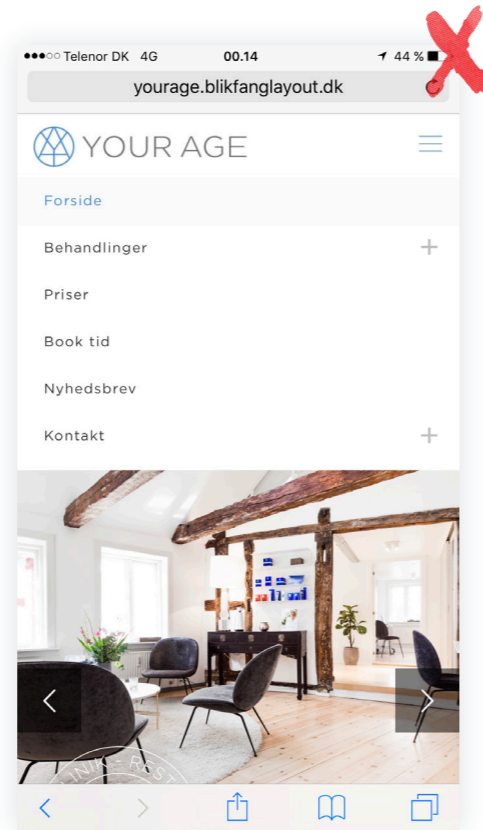 Telenor DK 4G 00.14 44 %
yourage.blikfanglayout.dk
YOUR AGE
Forside
Behandlinger
Priser
Book tid
Nyhedsbrev
Kontakt